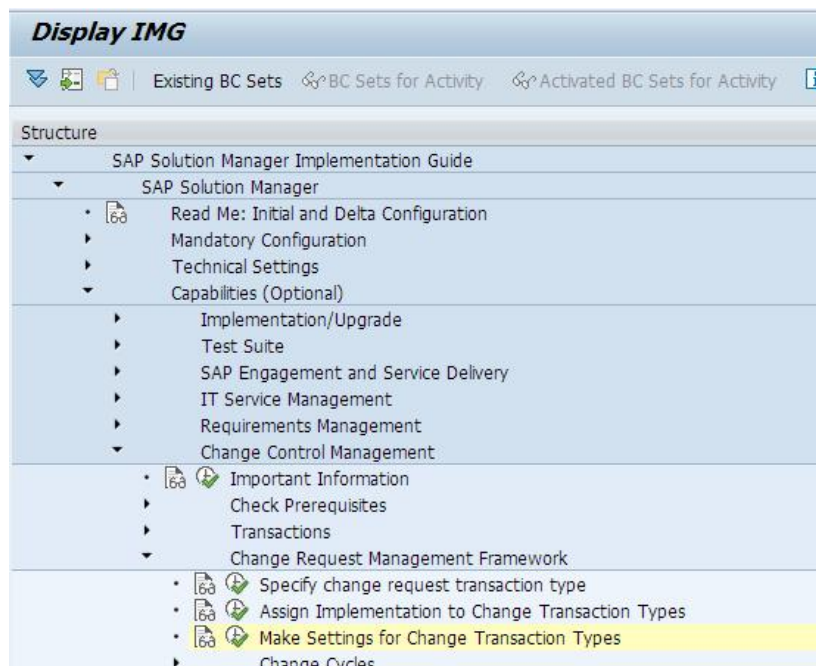 Display IMG
Existing BC Sets BC Sets for Activity Activated BC Sets for Activity
Structure
SAP Solution Manager Implementation Guide
SAP Solution Manager
Read Me: Initial and Delta Configuration
Mandatory Configuration
Technical Settings
Capabilities (Optional)
Implementation/Upgrade
Test Suite
SAP Engagement and Service Delivery
IT Service Management
Requirements Management
Change Control Management
Important Information
Check Prerequisites
Transactions
Change Request Management Framework
Specify change request transaction type
Assign Implementation to Change Transaction Types
Make Settings for Change Transaction Types
Change Cycles